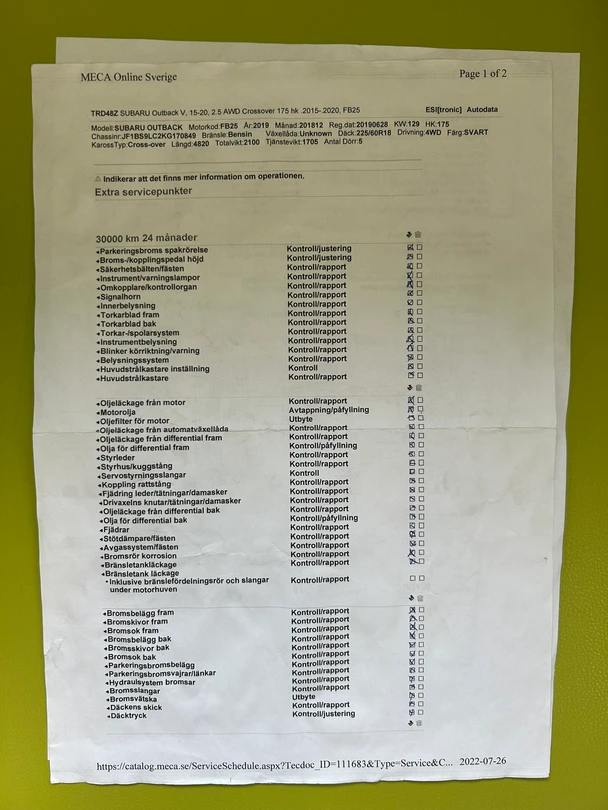 MECA Online Sverige Page 1 of 2
TRD48Z SUBARU Outback V, 15-20, 2.5 AWD Crossover 175 hk .2015-.2020, FB25 ESI[tronic] Autodata
Modell:SUBARU OUTBACK Motorkod:FB25 År:2019 Månad:201812 Reg.dat:20190628 KW:129 HK:175
Chassinr:JF1BS9LC2KG170849 Bränsle:Bensin Växellåda:Unknown Däck:225/60R18 Drivning:4WD Färg:SVART
KarossTyp:Cross-over Längd:4820 Totalvikt:2100 Tjänstevikt:1705 Antal Dörr:5
⚠ Indikerar att det finns mer information om operationen.
Extra servicepunkter
30000 km 24 månader
Parkeringsbroms spakrörelse Kontroll/justering
Broms-/kopplingspedal höjd Kontroll/justering
Säkerhetsbälten/fästen Kontroll/rapport
Instrument/varningslampor Kontroll/rapport
Omkopplare/kontrollorgan Kontroll/rapport
Signalhorn Kontroll/rapport
Innerbelysning Kontroll/rapport
Torkarblad fram Kontroll/rapport
Torkarblad bak Kontroll/rapport
Torkar-/spolarsystem Kontroll/rapport
Instrumentbelysning Kontroll/rapport
Blinker körriktning/varning Kontroll/rapport
Belysningssystem Kontroll/rapport
Huvudstrålkastare inställning Kontroll
Huvudstrålkastare Kontroll/rapport
Oljeläckage från motor Kontroll/rapport
Motorolja Avtappning/påfyllning
Oljefilter för motor Utbyte
Oljeläckage från automatväxellåda Kontroll/rapport
Oljeläckage från differential fram Kontroll/rapport
Olja för differential fram Kontroll/påfyllning
Styrleder Kontroll/rapport
Styrhus/kuggstång Kontroll/rapport
Servostyrningsslangar Kontroll
Koppling rattstång Kontroll/rapport
Fjädring leder/tätningar/damasker Kontroll/rapport
Drivaxelns knutar/tätningar/damasker Kontroll/rapport
Oljeläckage från differential bak Kontroll/rapport
Olja för differential bak Kontroll/påfyllning
Fjädrar Kontroll/rapport
Stötdämpare/fästen Kontroll/rapport
Avgassystem/fästen Kontroll/rapport
Bromsrör korrosion Kontroll/rapport
Bränsletankläckage Kontroll/rapport
Bränsletank läckage
• Inklusive bränslefördelningsrör och slangar Kontroll/rapport
under motorhuven
Bromsbelägg fram Kontroll/rapport
Bromskivor fram Kontroll/rapport
Bromsok fram Kontroll/rapport
Bromsbelägg bak Kontroll/rapport
Bromsskivor bak Kontroll/rapport
Bromsok bak Kontroll/rapport
Parkeringsbromsbelägg Kontroll/rapport
Parkeringsbromsvajrar/länkar Kontroll/rapport
Hydraulsystem bromsar Kontroll/rapport
Bromsslangar Kontroll/rapport
Bromsvätska Utbyte
Däckens skick Kontroll/rapport
Däcktryck Kontroll/justering
https://catalog.meca.se/ServiceSchedule.aspx?Tecdoc_ID=111683&Type=Service&C... 2022-07-26